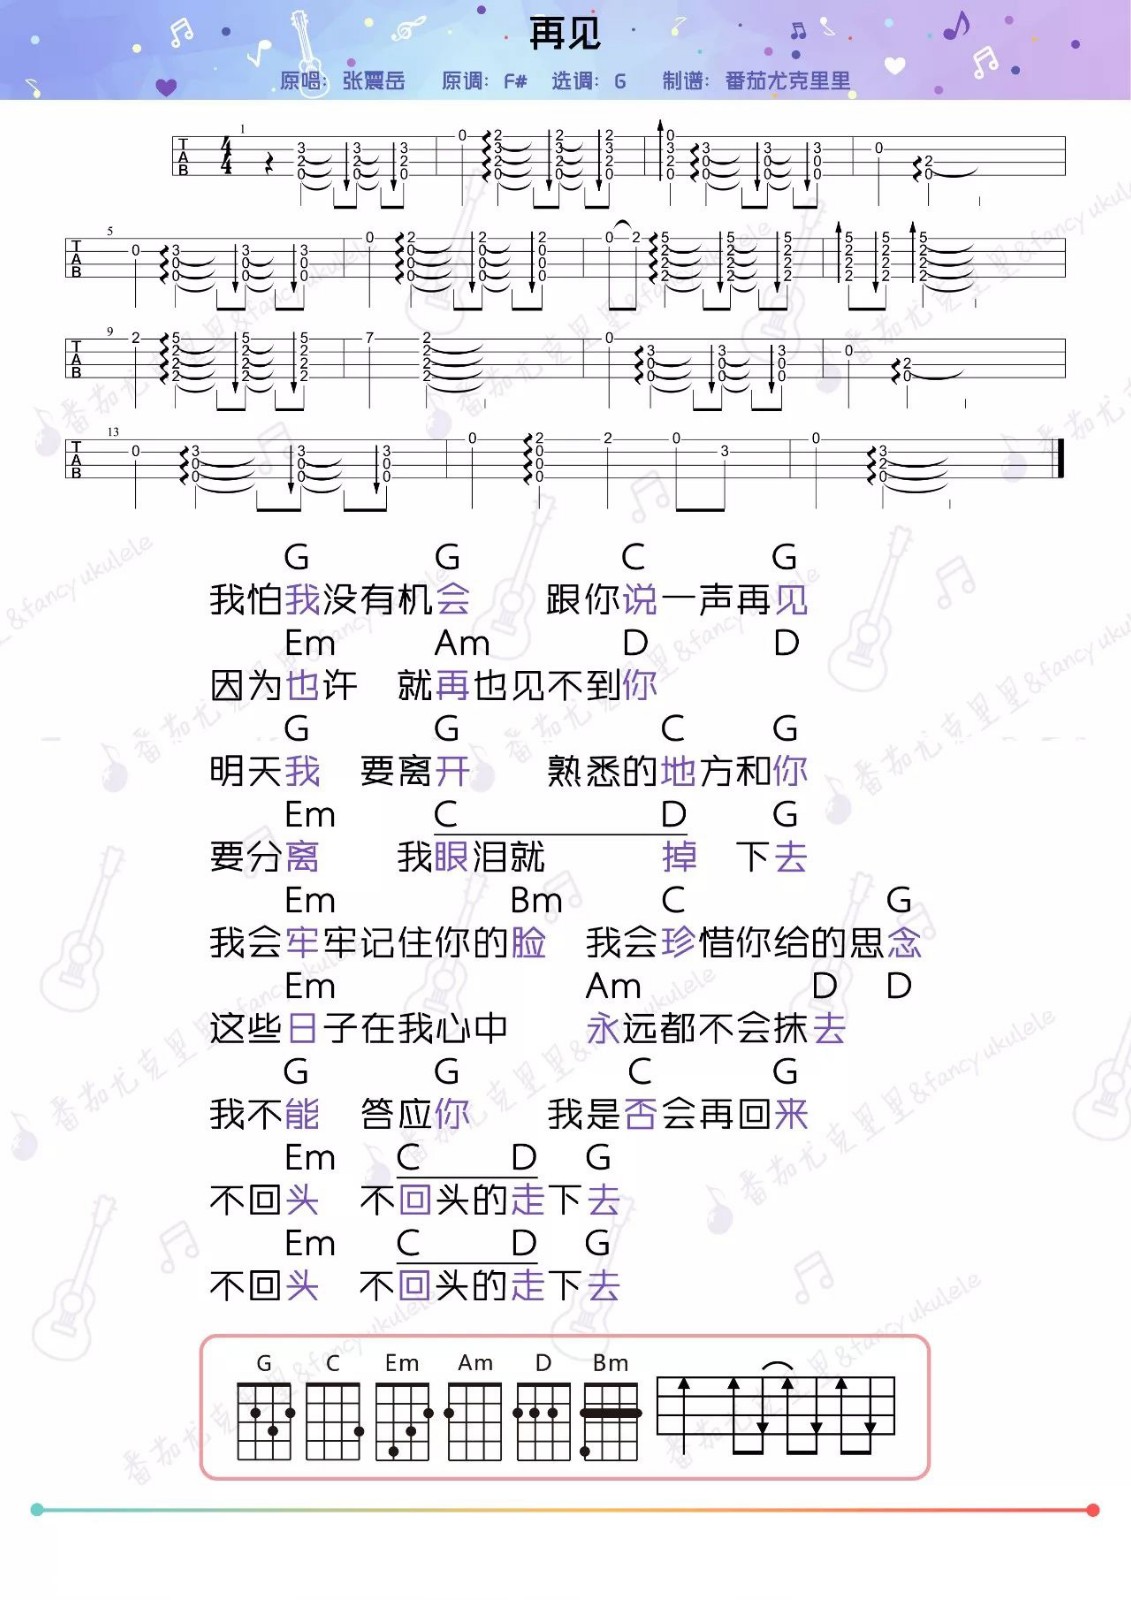 再见
原唱：张震岳 原调：F# 选调：G 制谱：番茄尤克里里
G G C G
我怕我没有机会 跟你说一声再见
Em Am D D
因为也许 就再也见不到你
G G C G
明天我 要离开 熟悉的地方和你
Em C D G
要分离 我眼泪就 掉 下去
Em Bm C G
我会牢牢记住你的脸 我会珍惜你给的思念
Em Am D D
这些日子在我心中 永远都不会抹去
G G C G
我不能 答应你 我是否会再回来
Em C D G
不回头 不回头的走下去
Em C D G
不回头 不回头的走下去
G C Em Am D Bm